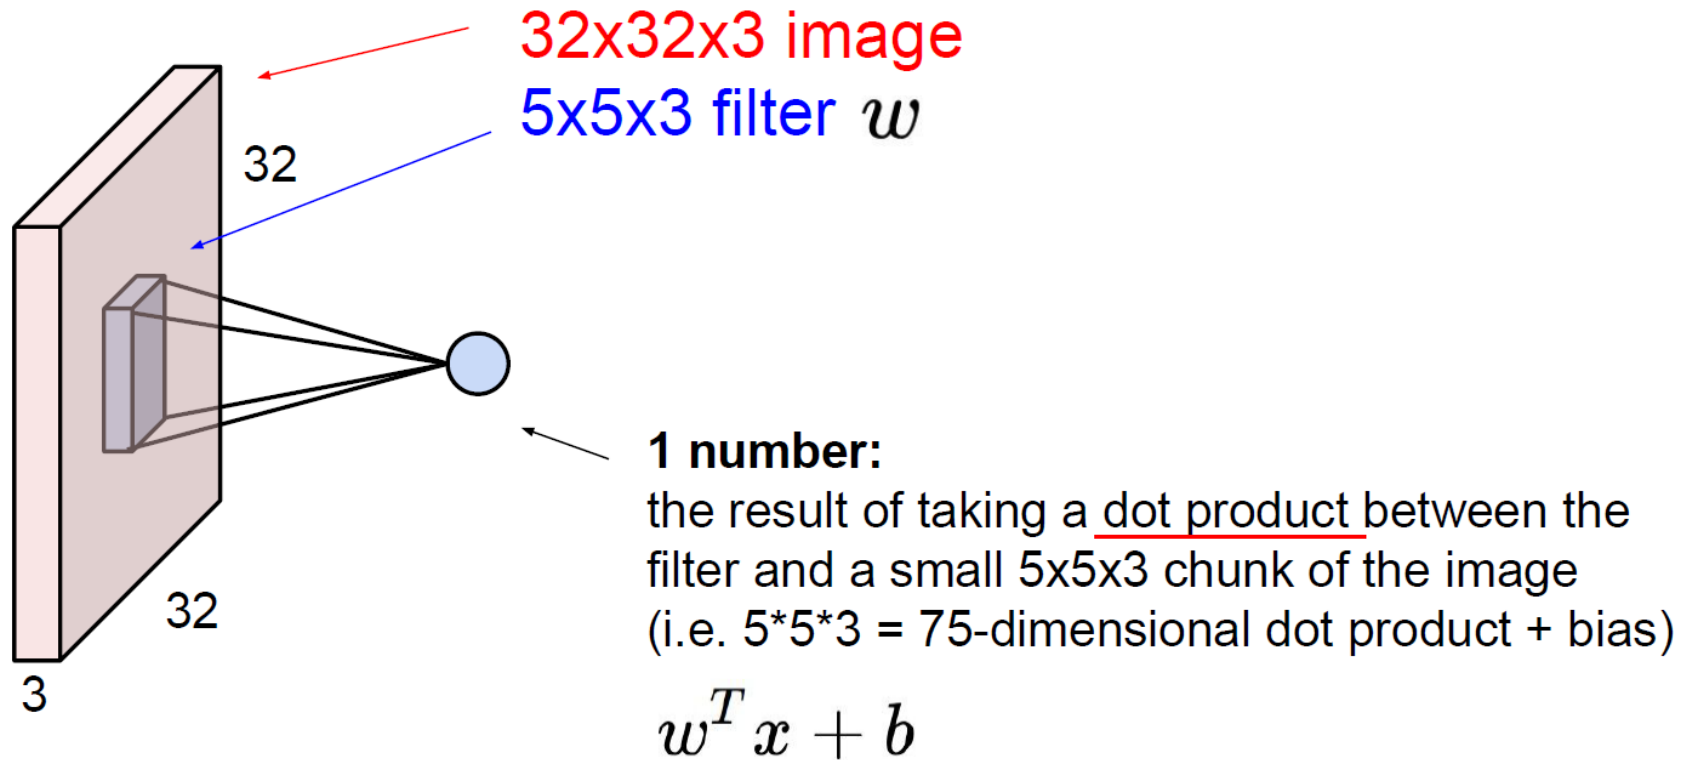 32x32x3 image
5x5x3 filter w
32
32
3
1 number:
the result of taking a dot product between the
filter and a small 5x5x3 chunk of the image
(i.e. 5*5*3 = 75-dimensional dot product + bias)
w^T x + b